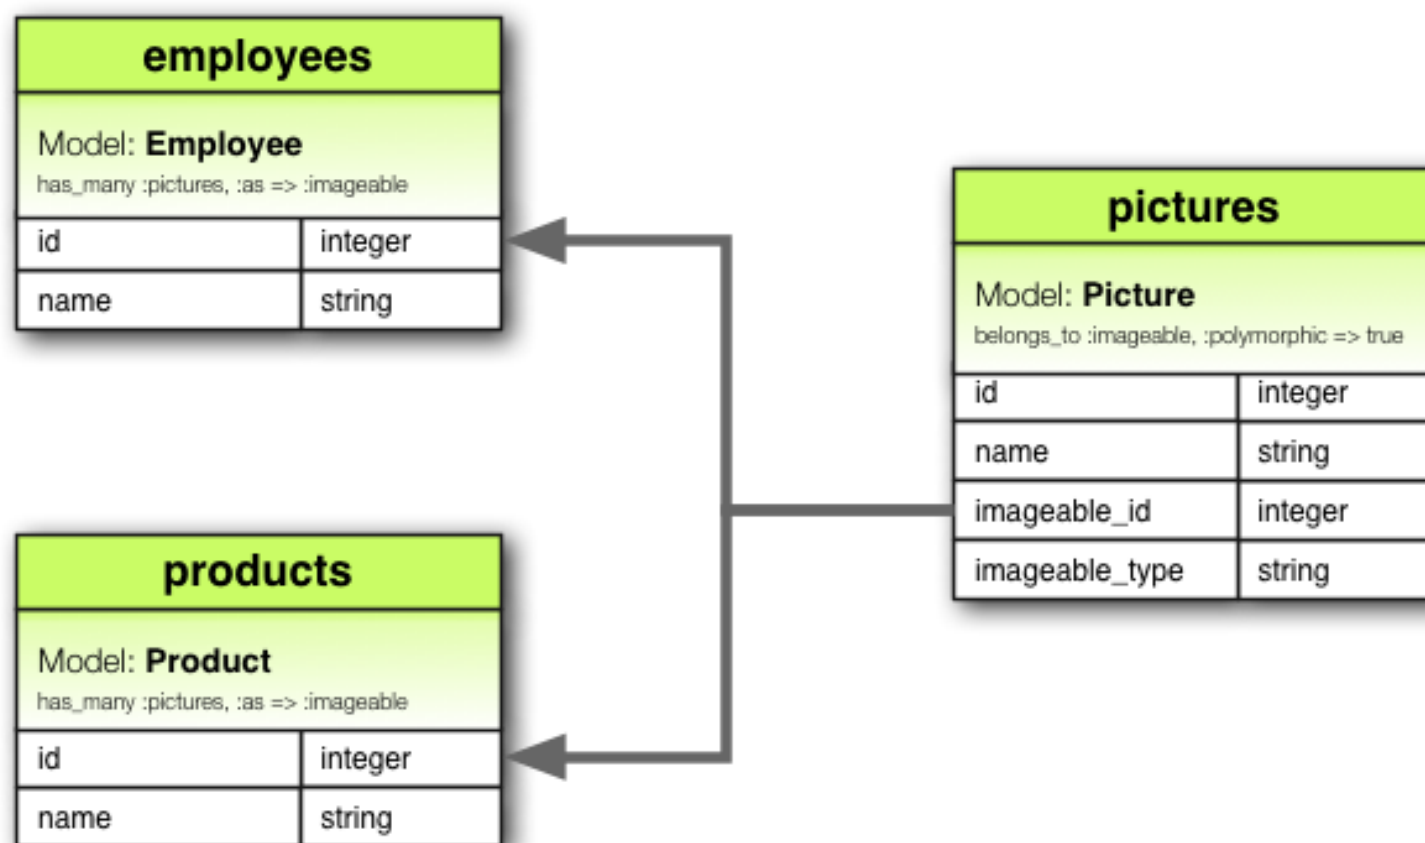 employees
Model: Employee
has_many :pictures, :as => :imageable
id integer
name string
pictures
Model: Picture
belongs_to :imageable, :polymorphic => true
id integer
name string
imageable_id integer
imageable_type string
products
Model: Product
has_many :pictures, :as => :imageable
id integer
name string